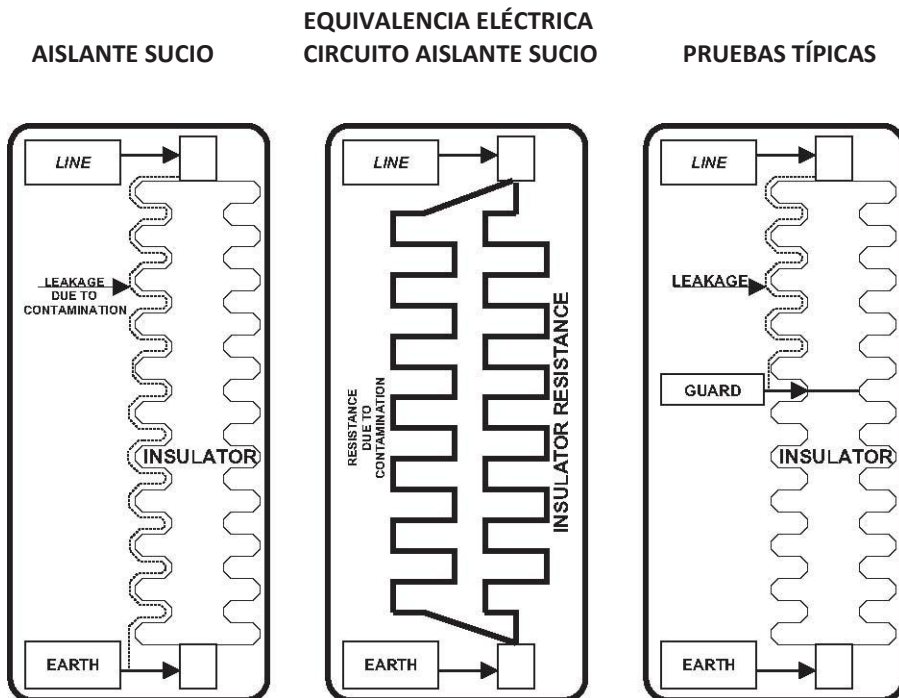 AISLANTE SUCIO
EQUIVALENCIA ELÉCTRICA
CIRCUITO AISLANTE SUCIO
PRUEBAS TÍPICAS
LINE
LEAKAGE
DUE TO
CONTAMINATION
INSULATOR
EARTH
LINE
RESISTANCE
DUE TO
CONTAMINATION
INSULATOR RESISTANCE
EARTH
LINE
LEAKAGE
GUARD
INSULATOR
EARTH